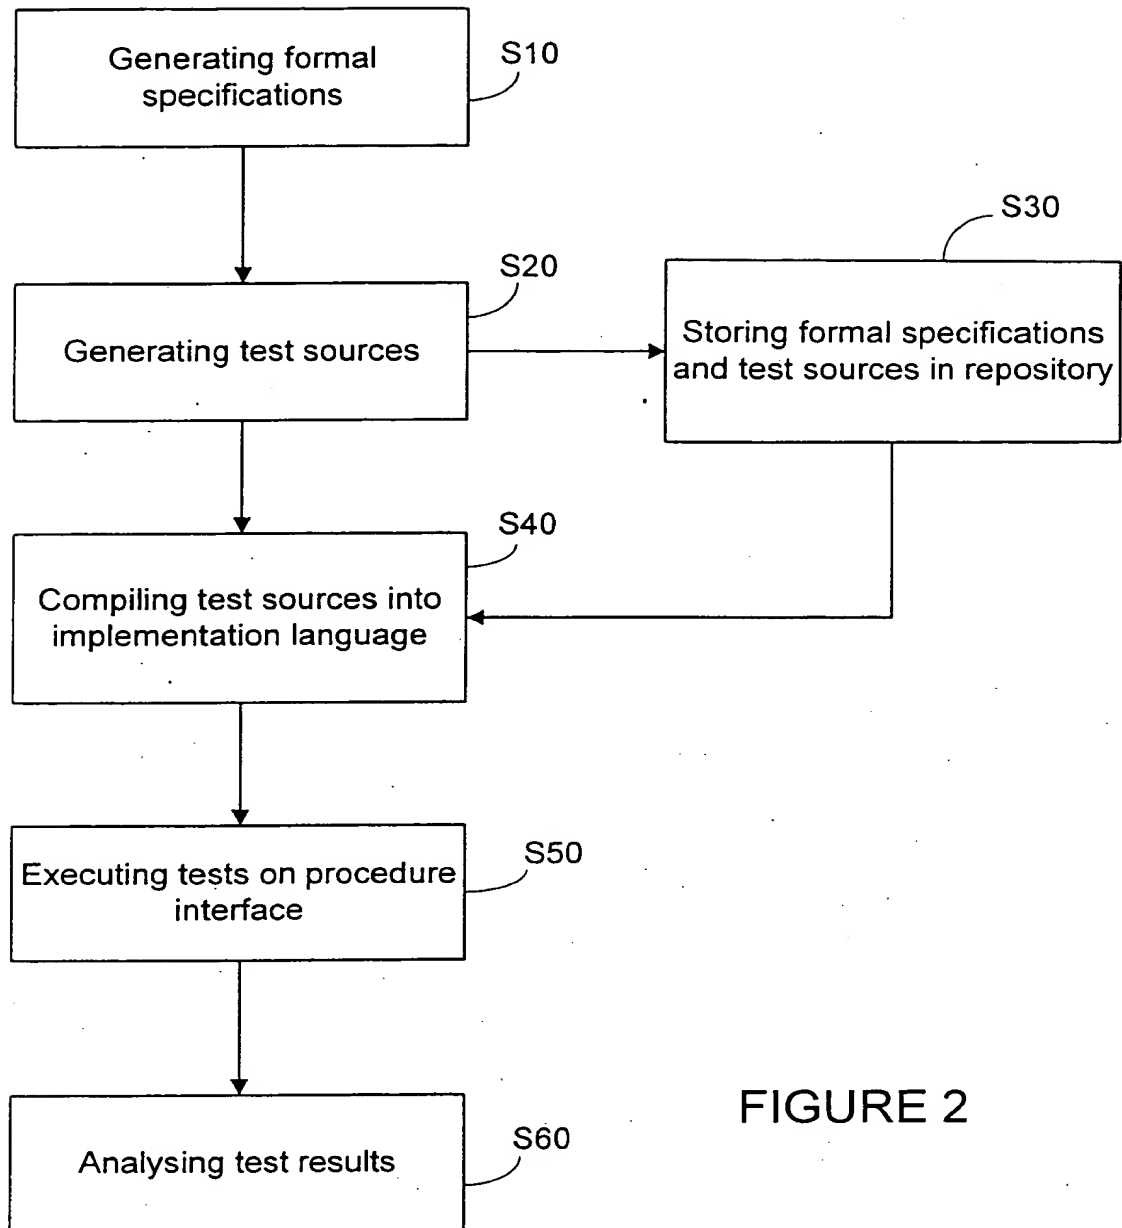 Generating formal
specifications
S10
S30
S20
Generating test sources
Storing formal specifications
and test sources in repository
S40
Compiling test sources into
implementation language
S50
Executing tests on procedure
interface
FIGURE 2
S60
Analysing test results